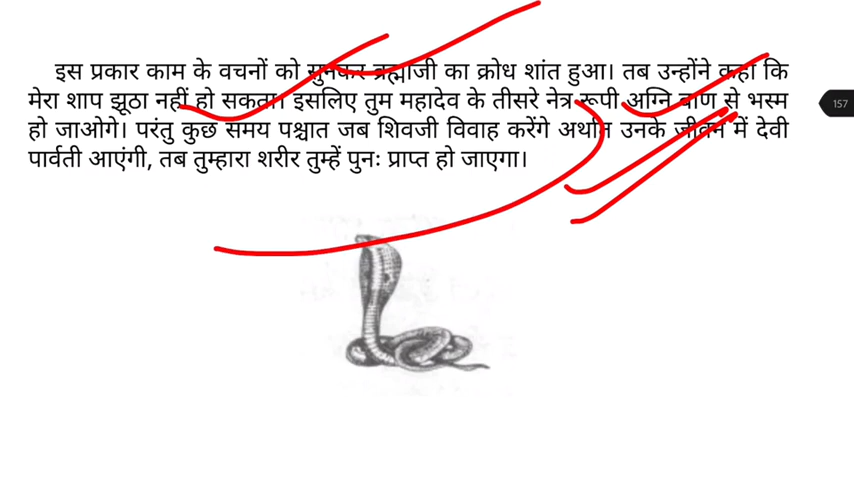 इस प्रकार काम के वचनों को सुनकर ब्रह्माजी का क्रोध शांत हुआ। तब उन्होंने कहा कि
मेरा शाप झूठा नहीं हो सकता। इसलिए तुम महादेव के तीसरे नेत्र रूपी अग्नि बाण से भस्म
हो जाओगे। परंतु कुछ समय पश्चात जब शिवजी विवाह करेंगे अर्थात उनके जीवन में देवी
पार्वती आएंगी, तब तुम्हारा शरीर तुम्हें पुनः प्राप्त हो जाएगा।
157